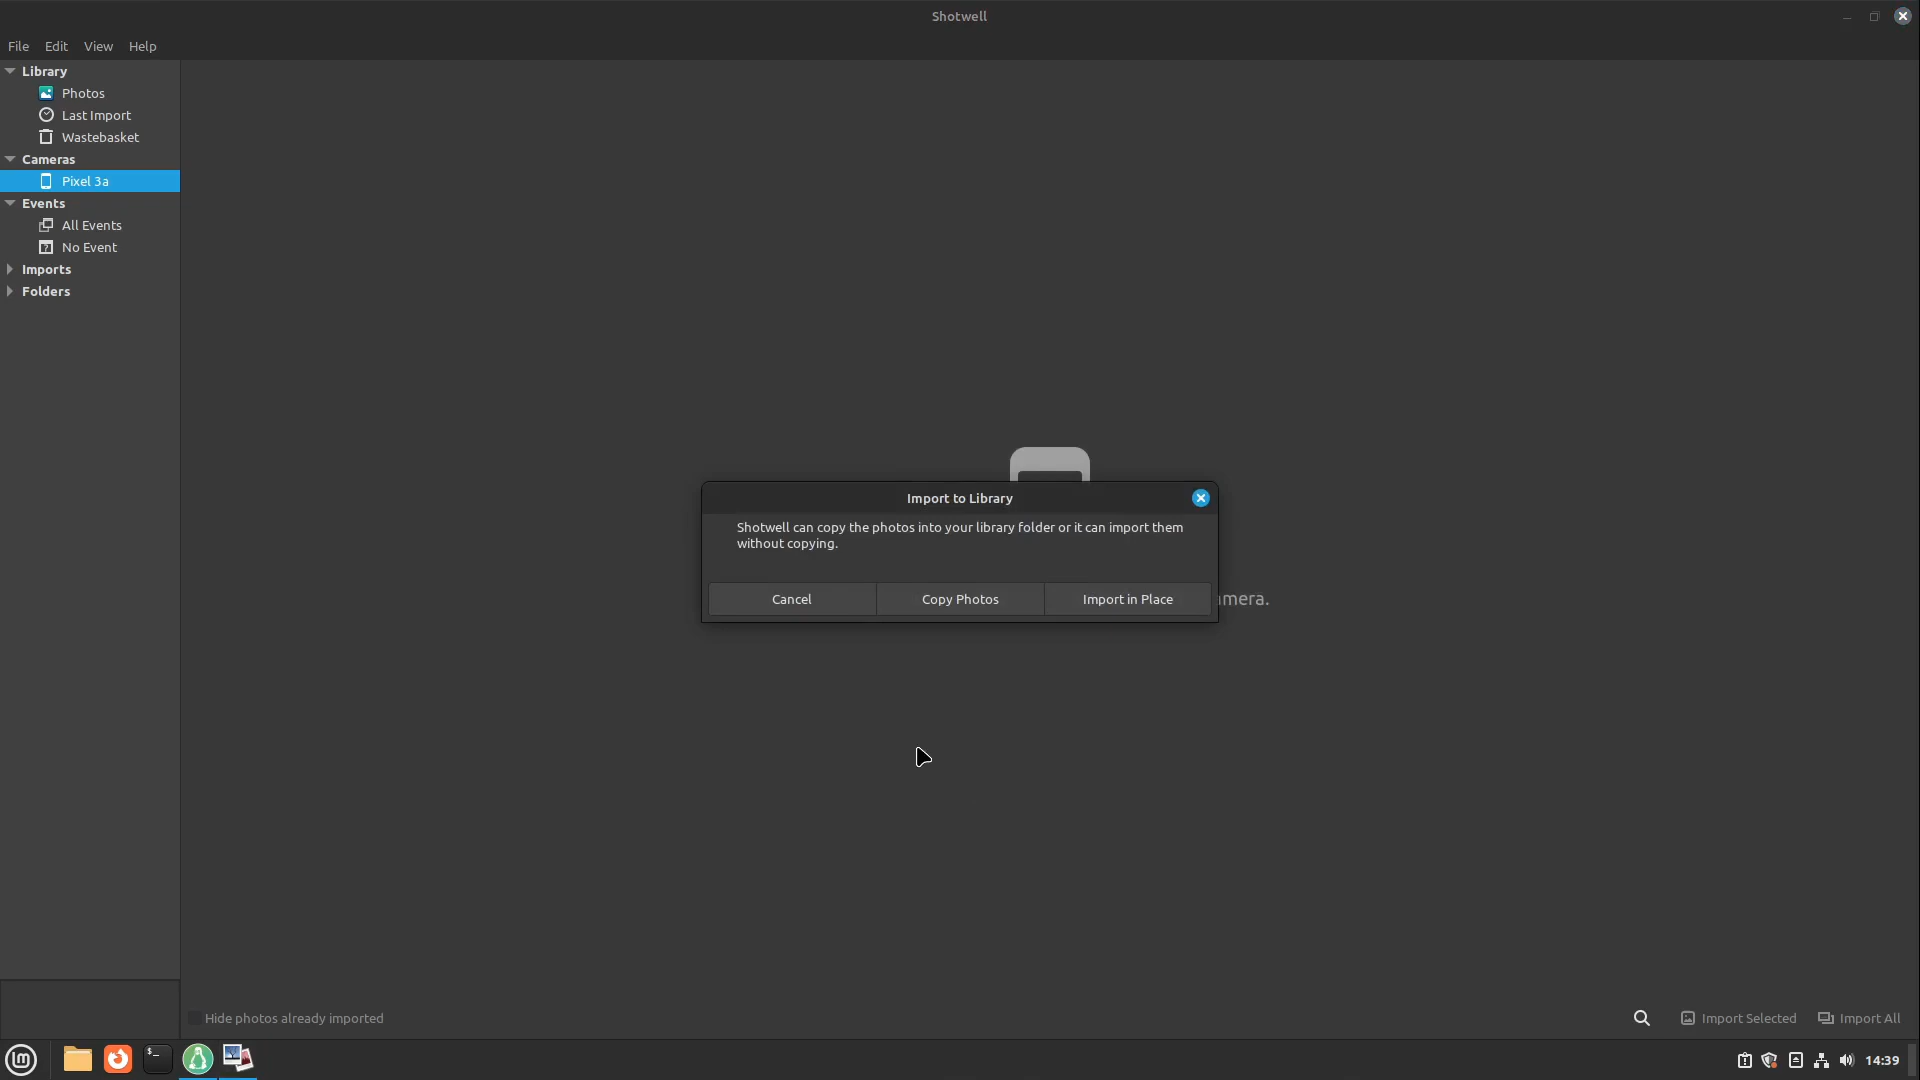 Shotwell
File Edit View Help
Library
Photos
Last Import
Wastebasket
Cameras
Pixel 3a
Events
All Events
No Event
Imports
Folders
Import to Library
Shotwell can copy the photos into your library folder or it can import them
without copying.
Cancel Copy Photos Import in Place
Hide photos already imported
Import Selected Import All
14:39